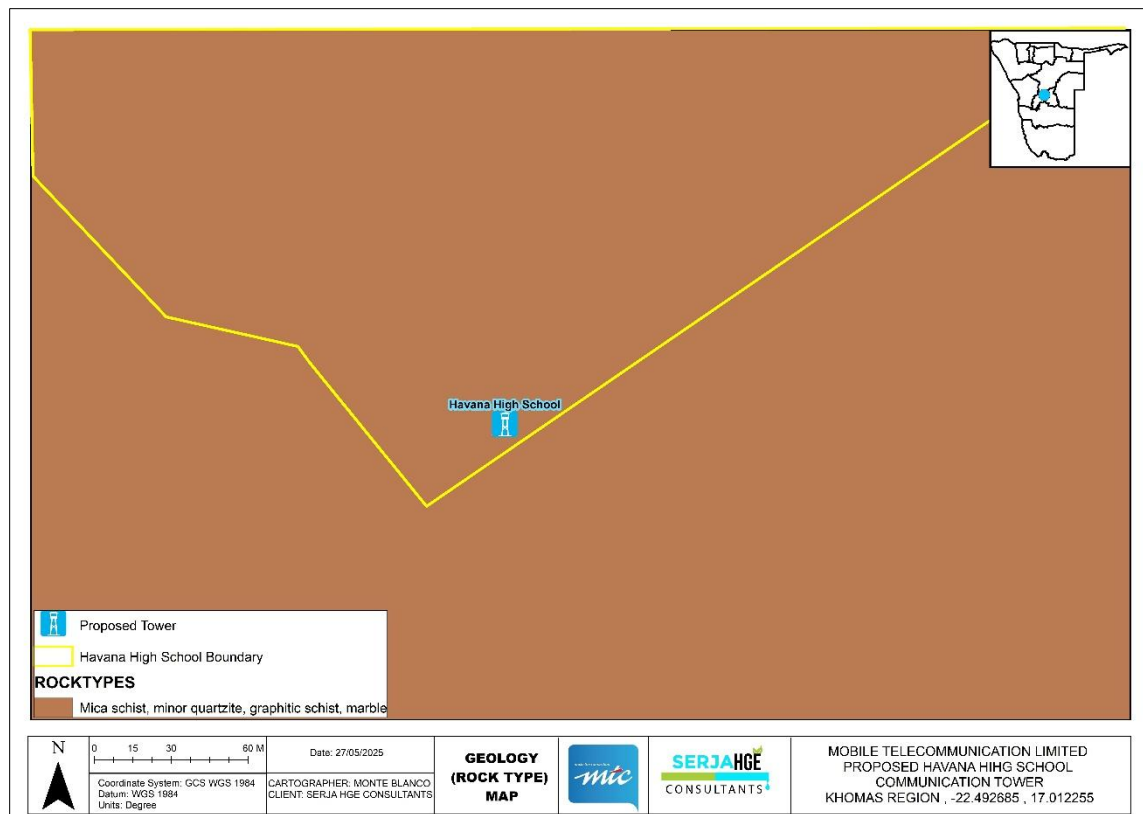 Havana High School
Proposed Tower
Havana High School Boundary
ROCKTYPES
Mica schist, minor quartzite, graphitic schist, marble
N
0 15 30 60 M
Coordinate System: GCS WGS 1984
Datum: WGS 1984
Units: Degree
Date: 27/05/2025
CARTOGRAPHER: MONTE BLANCO
CLIENT: SERJA HGE CONSULTANTS
GEOLOGY
(ROCK TYPE)
MAP
mtc
SERJA HGE
CONSULTANTS
MOBILE TELECOMMUNICATION LIMITED
PROPOSED HAVANA HIHG SCHOOL
COMMUNICATION TOWER
KHOMAS REGION , -22.492685 , 17.012255